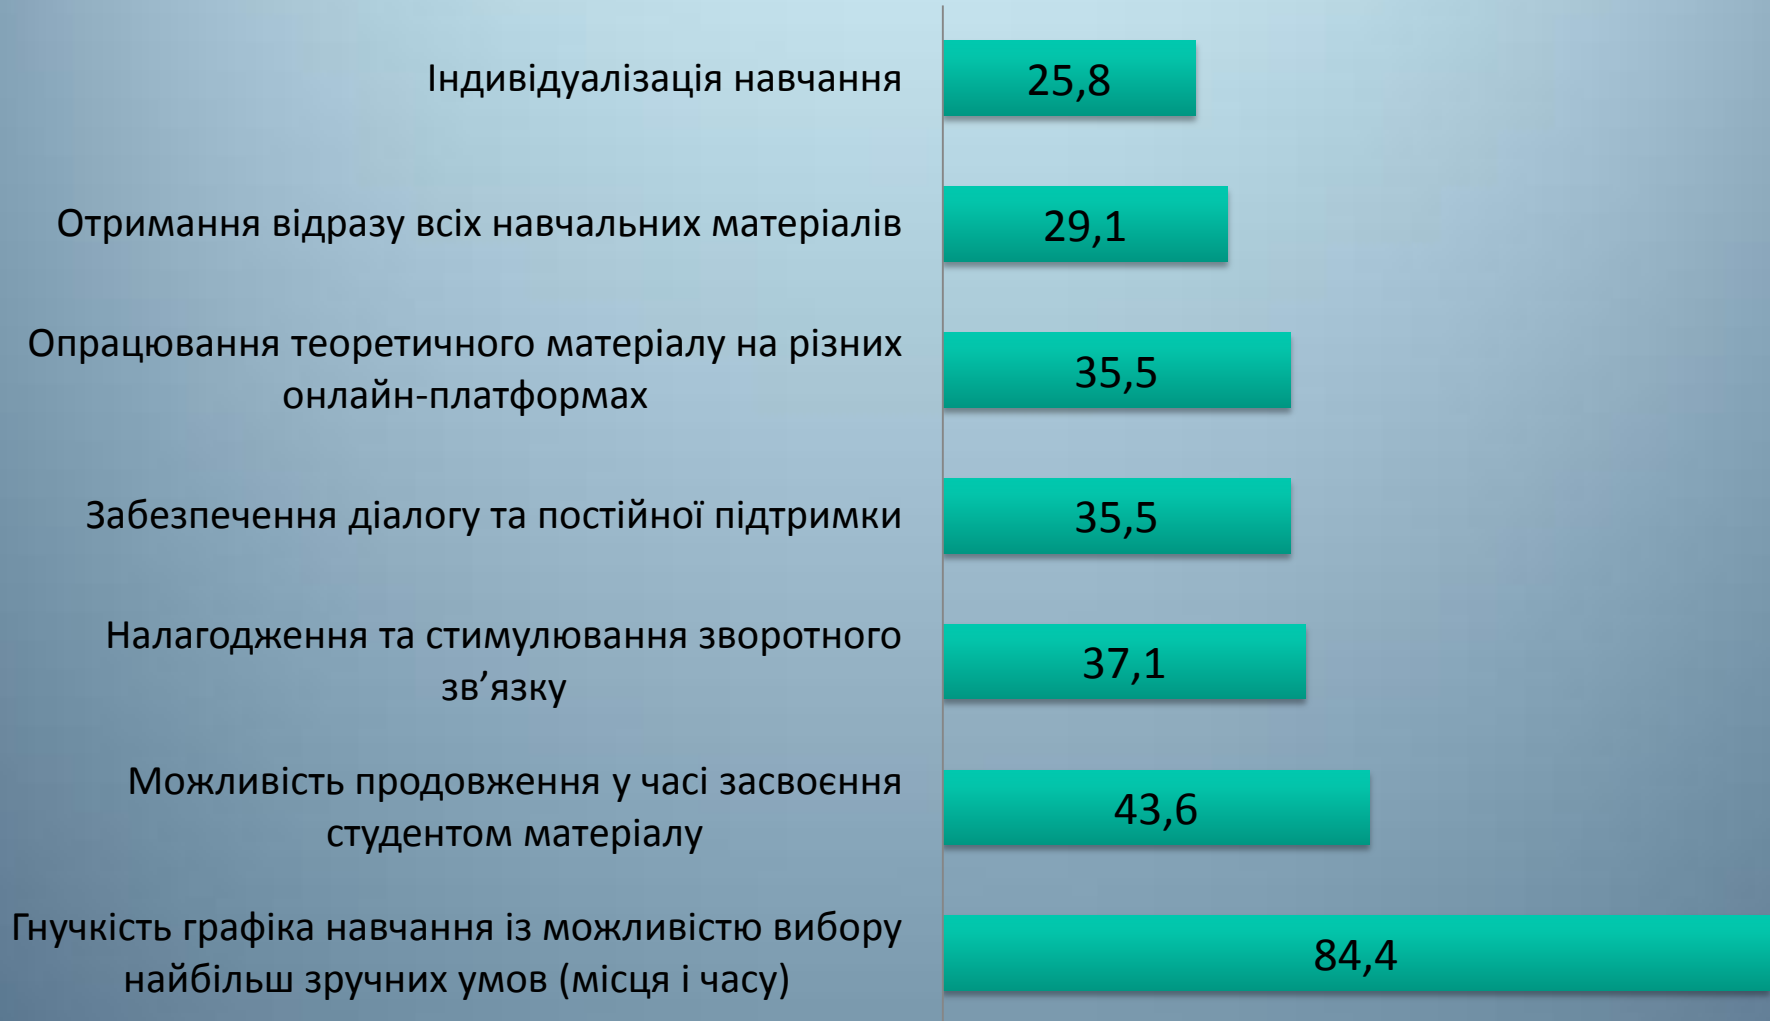 Індивідуалізація навчання
25,8
Отримання відразу всіх навчальних матеріалів
29,1
Опрацювання теоретичного матеріалу на різних
онлайн-платформах
35,5
Забезпечення діалогу та постійної підтримки
35,5
Налагодження та стимулювання зворотного
зв’язку
37,1
Можливість продовження у часі засвоєння
студентом матеріалу
43,6
Гнучкість графіка навчання із можливістю вибору
найбільш зручних умов (місця і часу)
84,4